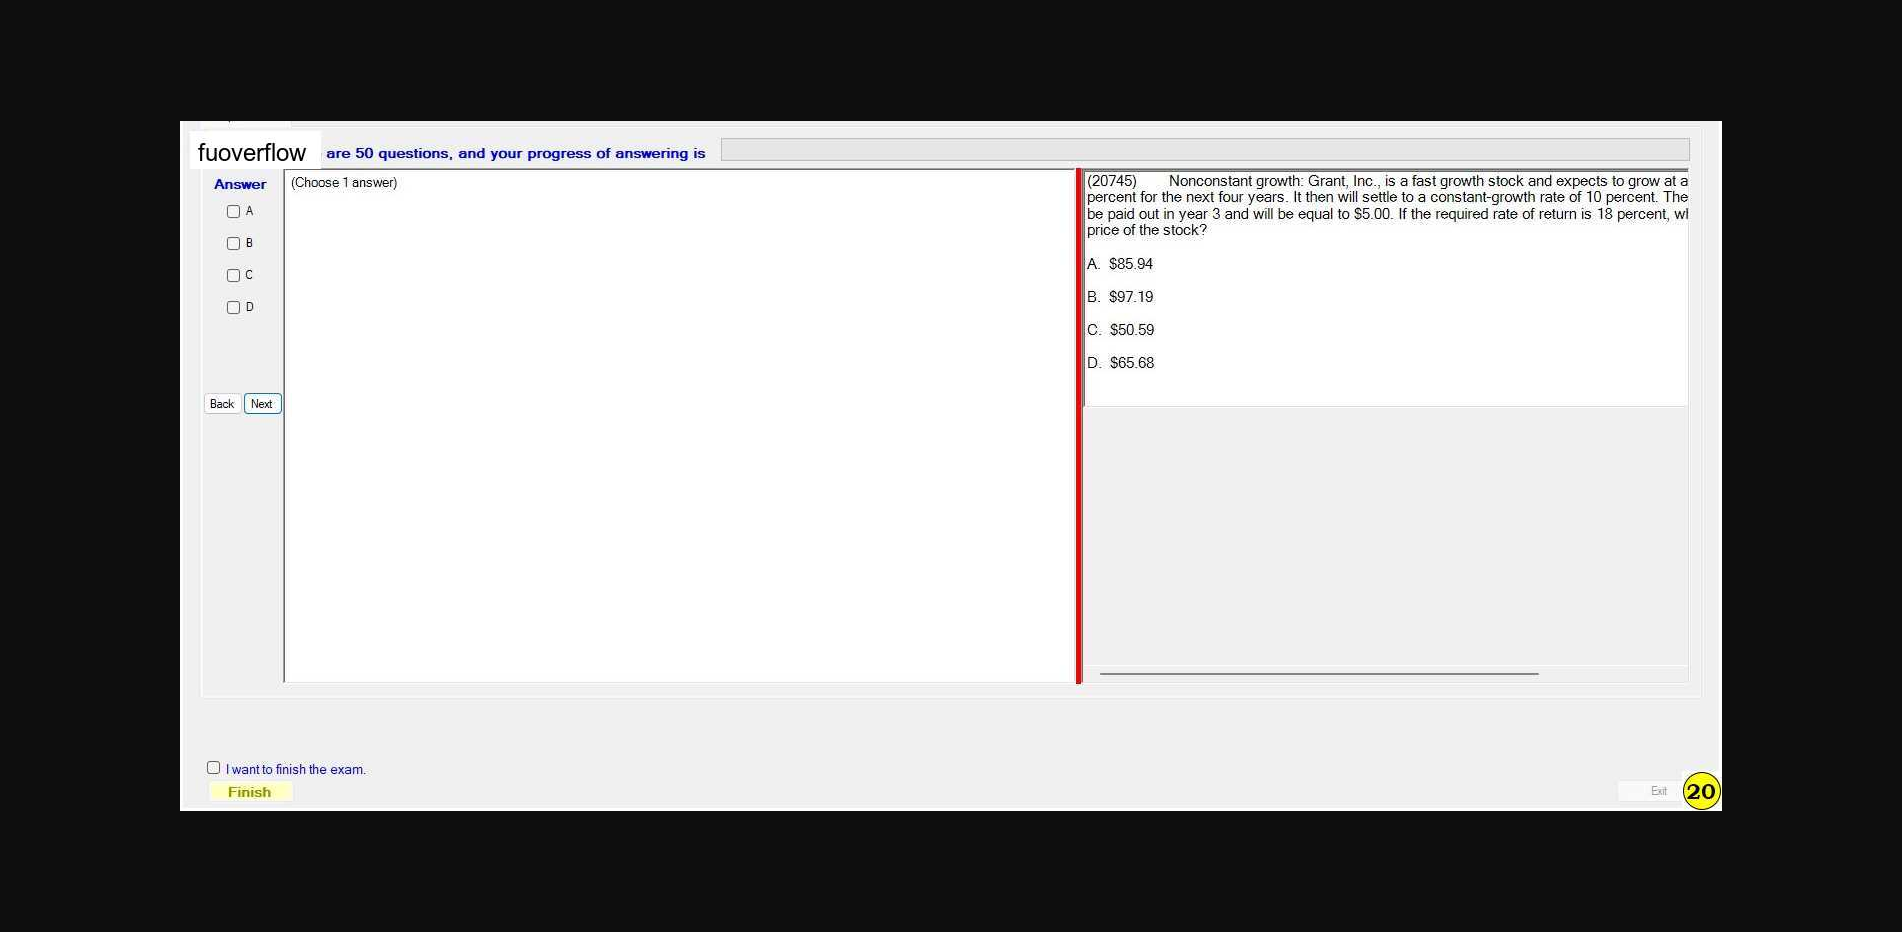 fuoverflow are 50 questions, and your progress of answering is
Answer
(Choose 1 answer)
A
B
C
D
Back Next
(20745) Nonconstant growth: Grant, Inc., is a fast growth stock and expects to grow at a
percent for the next four years. It then will settle to a constant-growth rate of 10 percent. The
be paid out in year 3 and will be equal to $5.00. If the required rate of return is 18 percent,
price of the stock?
A. $85.94
B. $97.19
C. $50.59
D. $65.68
I want to finish the exam.
Finish
Exit
20